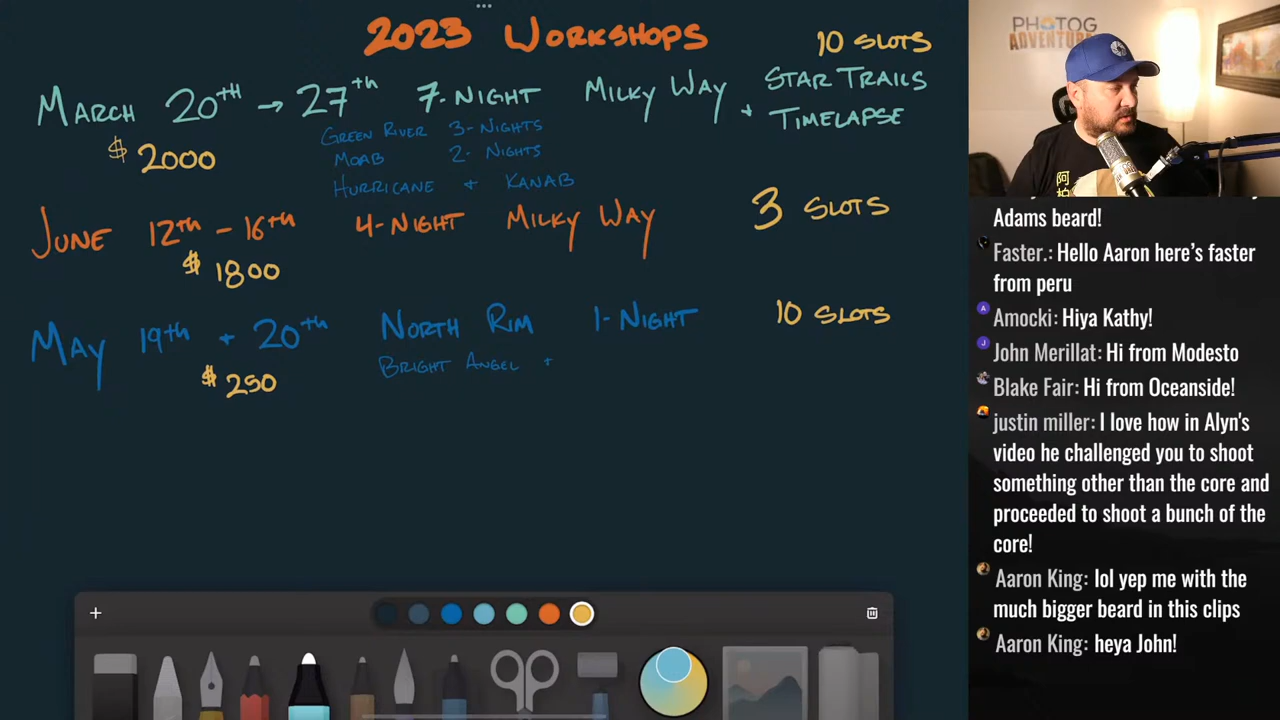 2023 WORKSHOPS
10 SLOTS
MARCH 20TH → 27th 7-NIGHT MILKY WAY + STAR TRAILS
TIMELAPSE
$2000
GREEN RIVER 3-NIGHTS
MOAB 2-NIGHTS
HURRICANE + KANAB
JUNE 12th - 16th 4-NIGHT MILKY WAY 3 SLOTS
$1800
MAY 19th + 20th NORTH RIM 1-NIGHT 10 SLOTS
$250
BRIGHT ANGEL +
PHOTOG
ADVENTURE
阿
柏
Adams beard!
Faster.: Hello Aaron here’s faster
from peru
Amocki: Hiya Kathy!
John Merillat: Hi from Modesto
Blake Fair: Hi from Oceanside!
justin miller: I love how in Alyn's
video he challenged you to shoot
something other than the core and
proceeded to shoot a bunch of the
core!
Aaron King: lol yep me with the
much bigger beard in this clips
Aaron King: heya John!